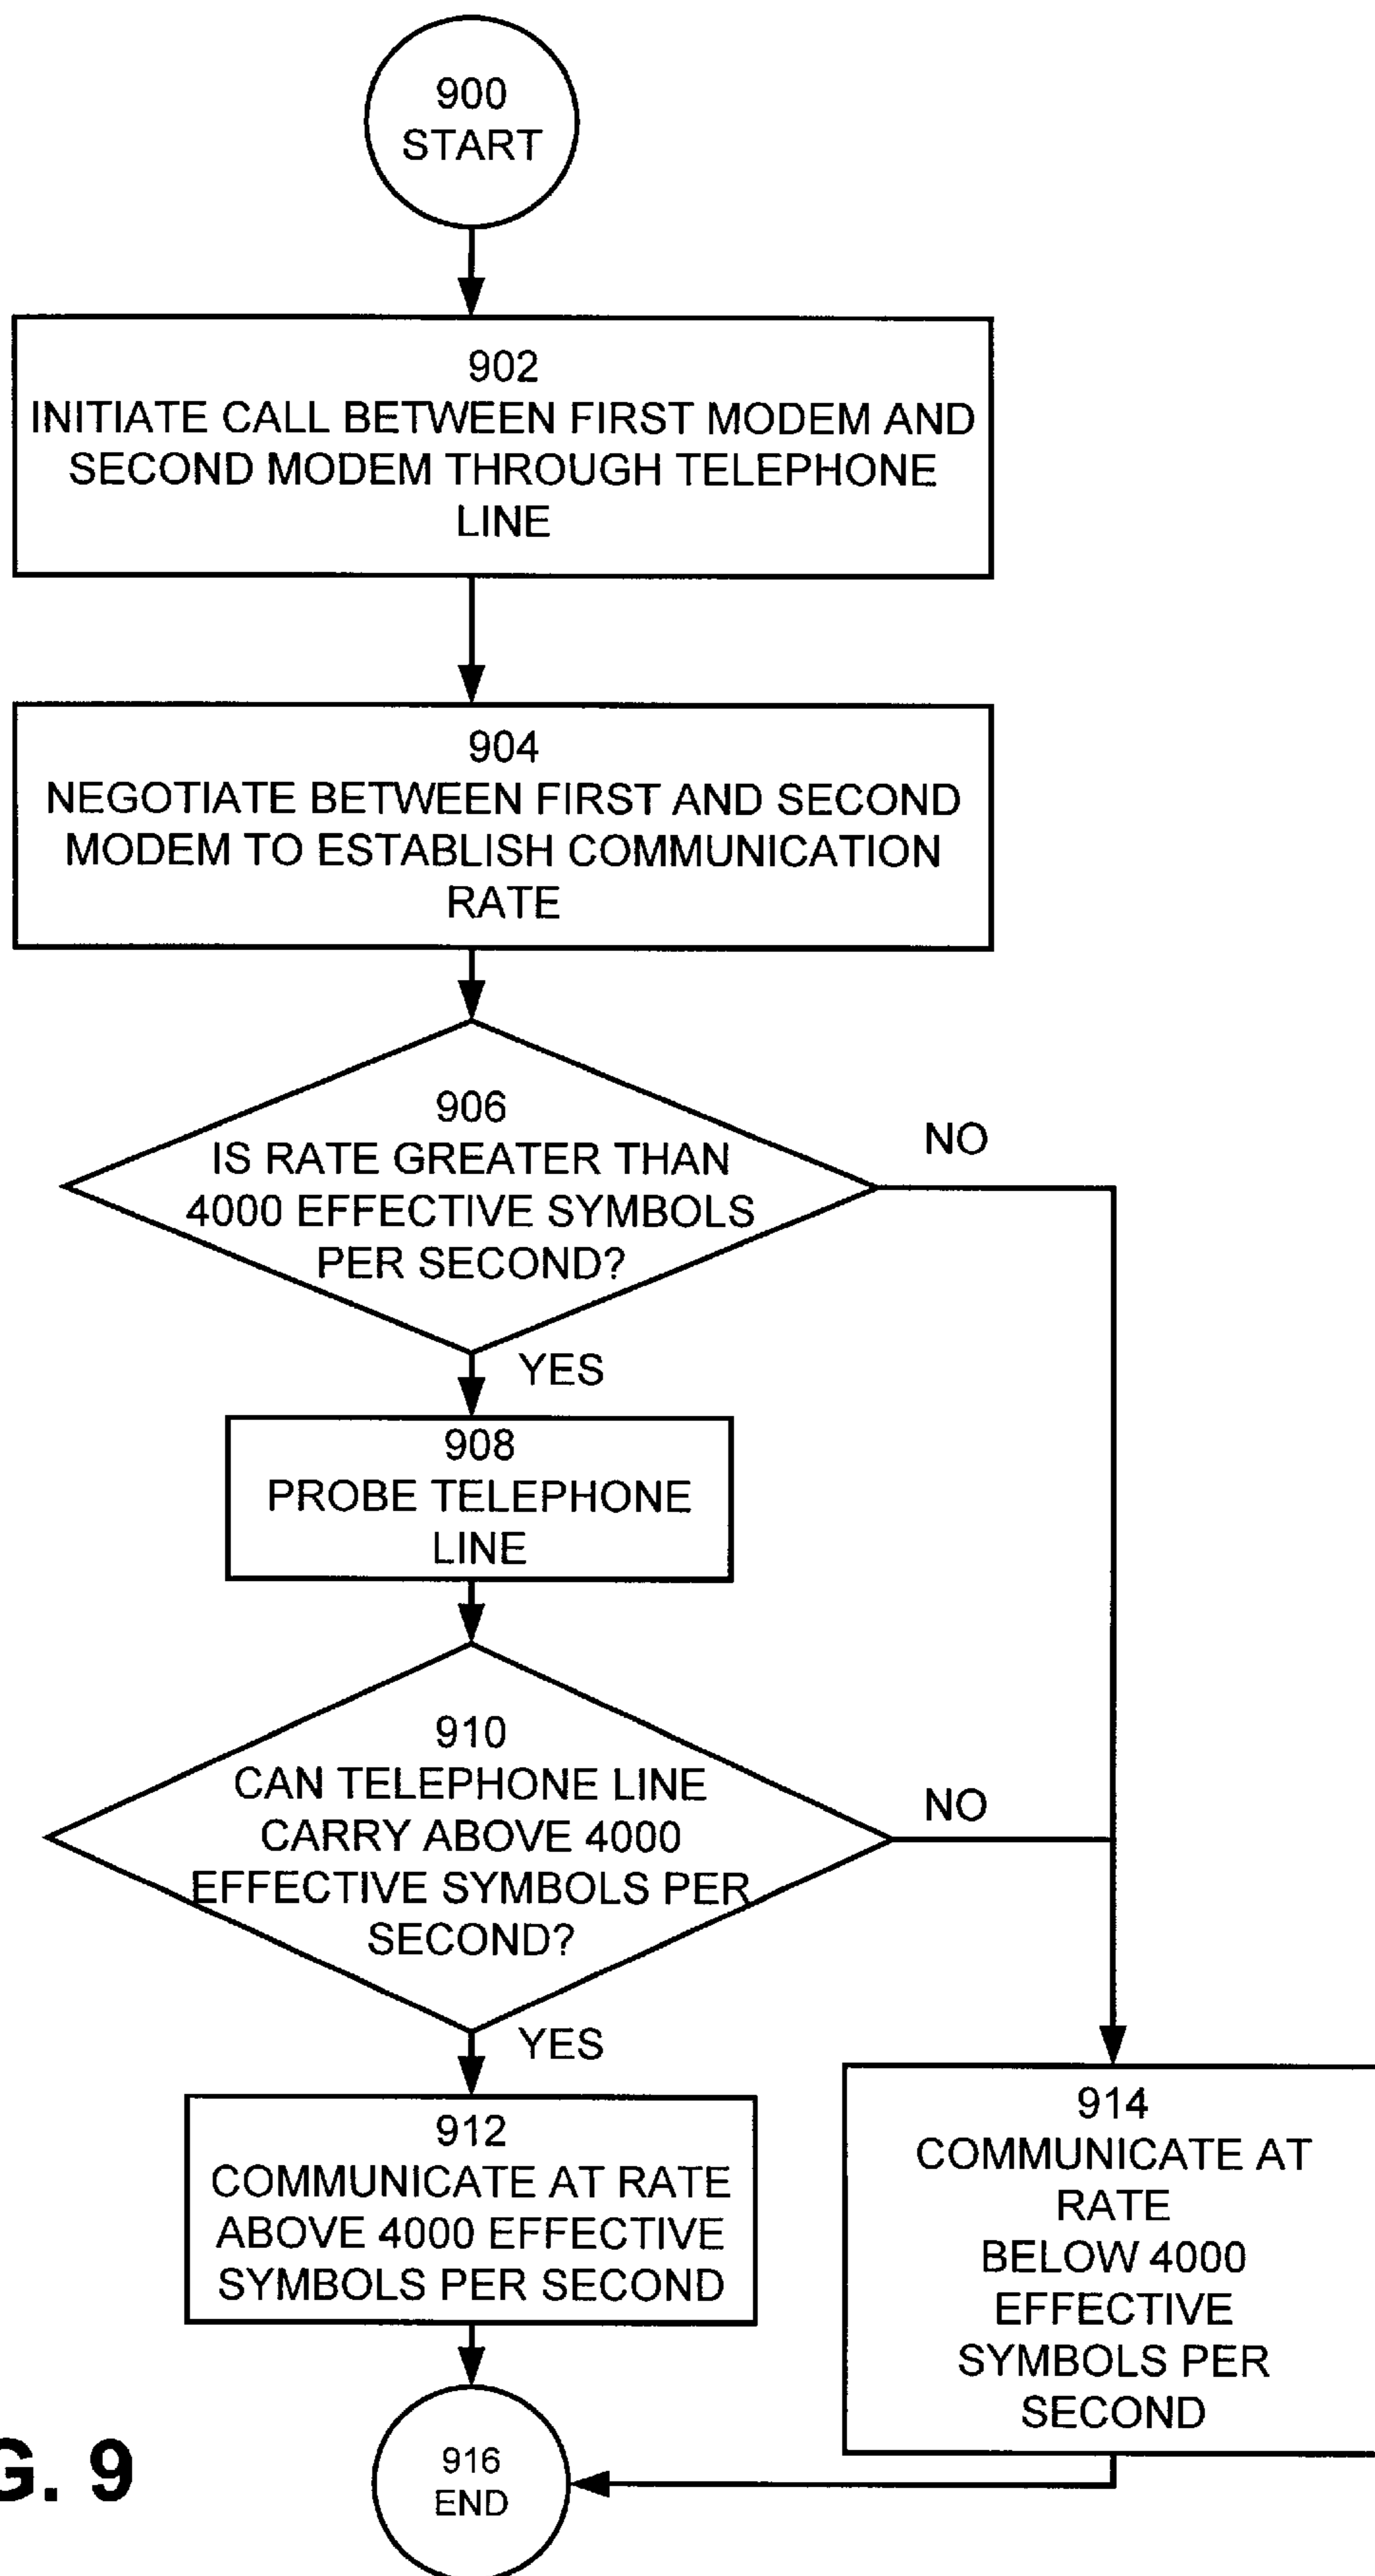 900
START
902
INITIATE CALL BETWEEN FIRST MODEM AND
SECOND MODEM THROUGH TELEPHONE
LINE
904
NEGOTIATE BETWEEN FIRST AND SECOND
MODEM TO ESTABLISH COMMUNICATION
RATE
906
IS RATE GREATER THAN
4000 EFFECTIVE SYMBOLS
PER SECOND?
NO
YES
908
PROBE TELEPHONE
LINE
910
CAN TELEPHONE LINE
CARRY ABOVE 4000
EFFECTIVE SYMBOLS PER
SECOND?
NO
YES
912
COMMUNICATE AT RATE
ABOVE 4000 EFFECTIVE
SYMBOLS PER SECOND
914
COMMUNICATE AT
RATE
BELOW 4000
EFFECTIVE
SYMBOLS PER
SECOND
916
END
G. 9